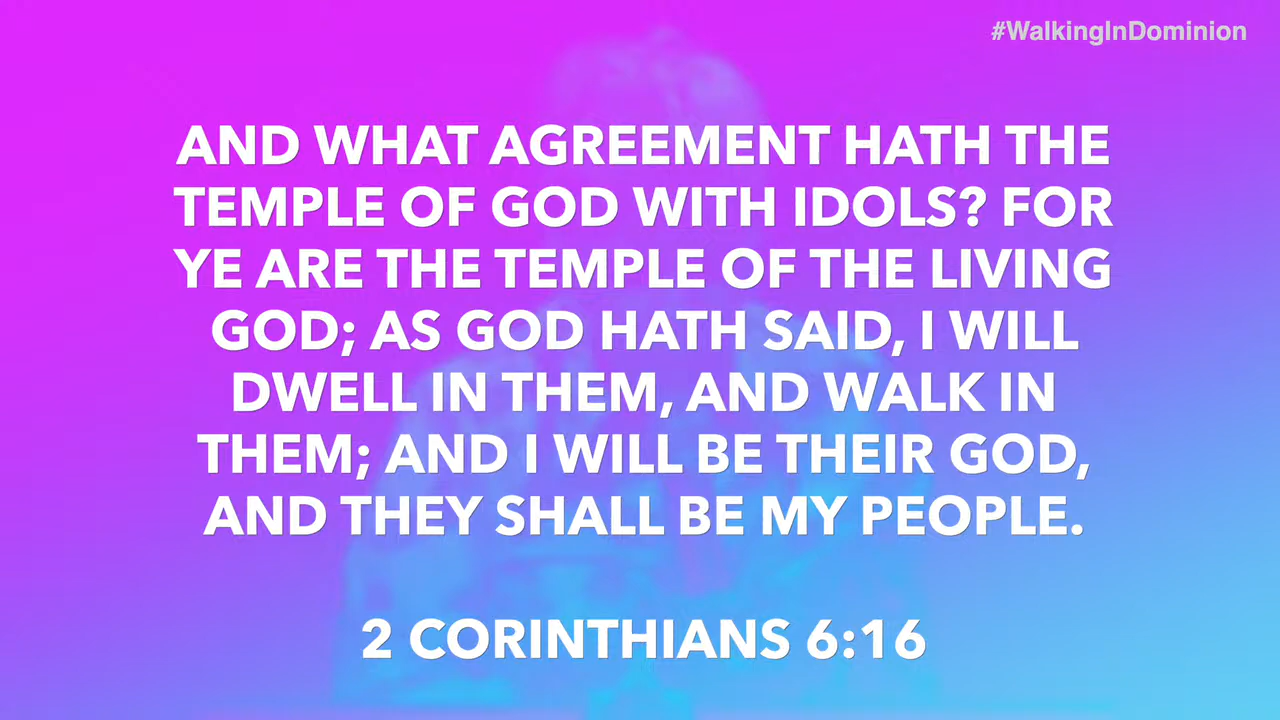 #WalkingInDominion
AND WHAT AGREEMENT HATH THE
TEMPLE OF GOD WITH IDOLS? FOR
YE ARE THE TEMPLE OF THE LIVING
GOD; AS GOD HATH SAID, I WILL
DWELL IN THEM, AND WALK IN
THEM; AND I WILL BE THEIR GOD,
AND THEY SHALL BE MY PEOPLE.
2 CORINTHIANS 6:16